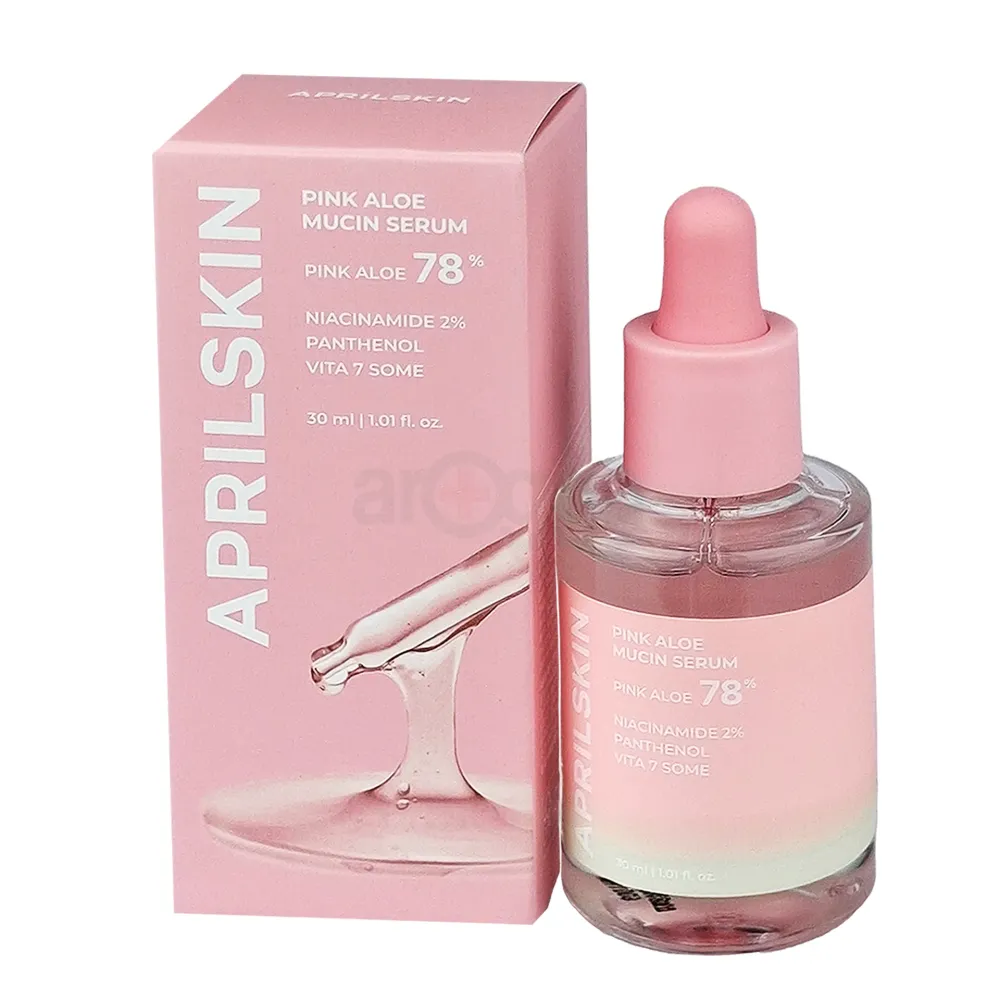 APRILSKIN
APRILSKIN
PINK ALOE
MUCIN SERUM
PINK ALOE 78%
NIACINAMIDE 2%
PANTHENOL
VITA 7 SOME
30 ml | 1.01 fl. oz.
APRILSKIN
PINK ALOE
MUCIN SERUM
PINK ALOE 78%
NIACINAMIDE 2%
PANTHENOL
VITA 7 SOME
30 ml | 1.01 fl. oz.